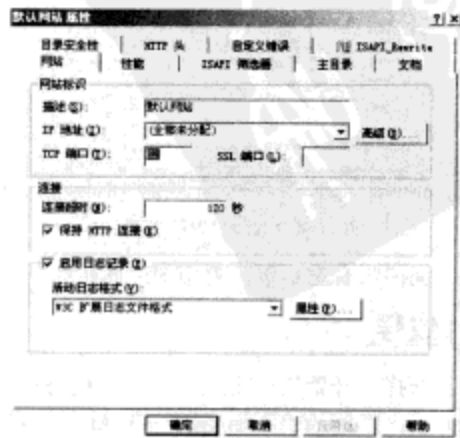 默认网站 属性
目录安全性 HTTP 头 自定义错误 ISAPI_Rewrite
网站 性能 ISAPI 筛选器 主目录 文档
网站标识
描述(S): 默认网站
IP 地址(I): (全部未分配) 高级(D)...
TCP 端口(T): SSL 端口(L):
连接
连接超时(N): 120 秒
保持 HTTP 连接(K)
启用日志记录(E)
活动日志格式(V):
W3C 扩展日志文件格式 属性(P)...
确定 取消 应用(A) 帮助